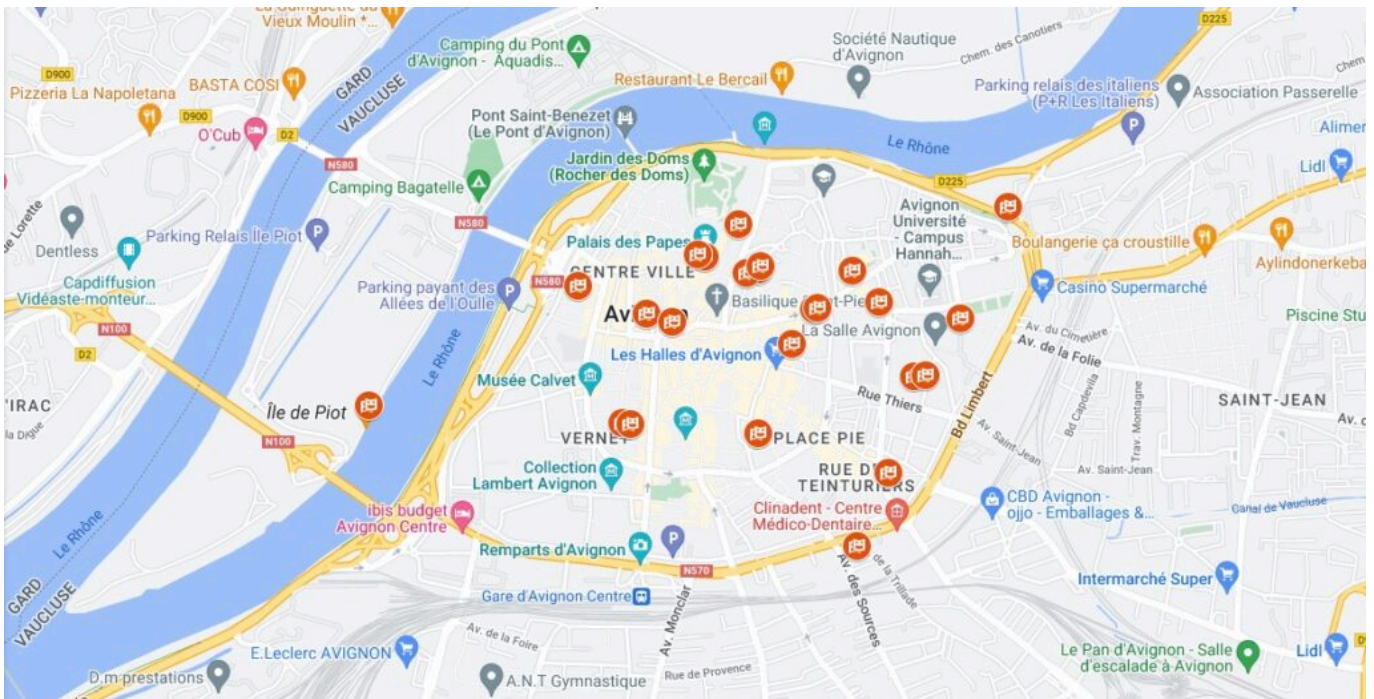 La Guinguette du
Vieux Moulin *...
D225
Camping du Pont
d'Avignon - Aquadis...
Société Nautique
d'Avignon
Chem. des Canotiers
D900
BASTA COSI
GARD
VAUCLUSE
Restaurant Le Bercail
Parking relais des italiens
(P+R Les Italiens)
Association Passerelle
Pizzeria La Napoletana
D900
O'Cub
D2
Pont Saint-Benezet
(Le Pont d'Avignon)
Le Rhône
N580
Jardin des Doms
(Rocher des Doms)
Lidl
Camping Bagatelle
D225
Avignon
Université
- Campus
Hannah...
N580
Dentless
Parking Relais Île Piot
Palais des Papes
Boulangerie ça croustille
Capdiffusion
Vidéaste-monteur...
CENTRE VILLE
N580
Parking payant des
Allées de l'Oulle
Basilique
Casino Supermarché
N100
La Salle Avignon
Av. du Cimetière
Piscine Stu
D2
Le Rhône
Les Halles d'Avignon
Av. de la Folie
Musée Calvet
Bd Limbert
Bd Capdevila
Trav. Montagne
Île de Piot
Rue Thiers
SAINT-JEAN
la Digue
N100
Av. Saint-Jean
PLACE PIE
Av. Saint-Jean
Collection
Lambert Avignon
TEINTURIERS
ibis budget
Avignon Centre
Clinadent - Centre
Médico-Dentaire...
CBD Avignon -
ojjo - Emballages &...
Canal de Vaucluse
Le Rhône
Remparts d'Avignon
N570
de la Trillade
Intermarché Super
GARD
VAUCLUSE
Gare d'Avignon Centre
Av. Monclar
Av. des Sources
Av. de la Foire
E.Leclerc AVIGNON
Le Pan d'Avignon - Salle
d'escalade à Avignon
Lidl
D.m prestations
A.N.T Gymnastique
Rue de Provence